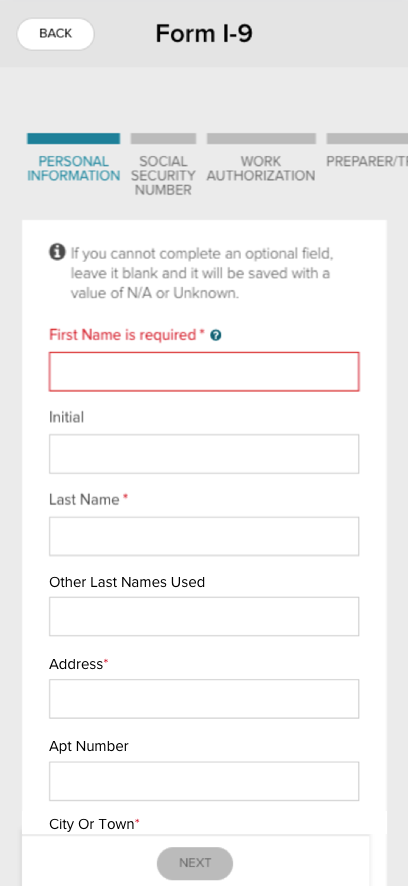 BACK
Form I-9
PERSONAL
INFORMATION
SOCIAL
SECURITY
NUMBER
WORK
AUTHORIZATION
PREPARER/
If you cannot complete an optional field,
leave it blank and it will be saved with a
value of N/A or Unknown.
First Name is required *
Initial
Last Name *
Other Last Names Used
Address*
Apt Number
City Or Town*
NEXT